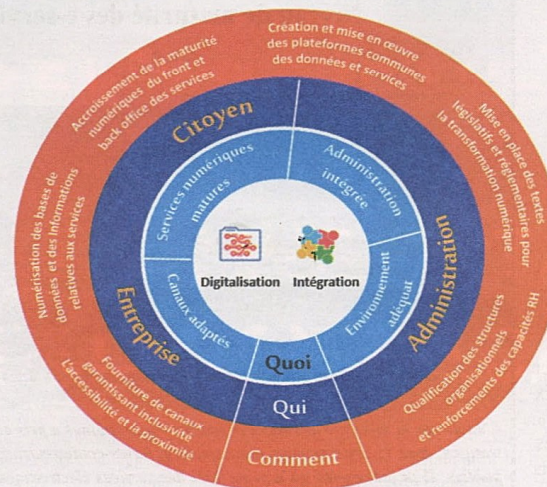 Création et mise en œuvre
des plateformes communes
des données et services
Mise en place des textes
législatifs et réglementaires pour
la transformation numérique
Qualification des structures
organisationnels
et renforcements des capacités RH
Comment
Fourniture de canaux
garantissant inclusivité
L'accessibilité et la proximité
Numérisation des bases de
données et des informations
relatives aux services
Accroissement de la maturité
numériques du front et
back office des services
Citoyen
Administration
Qui
Entreprise
Services numériques
matures
Administration
intégrée
Environnement
adéquat
Quoi
Canaux adaptés
Digitalisation Intégration